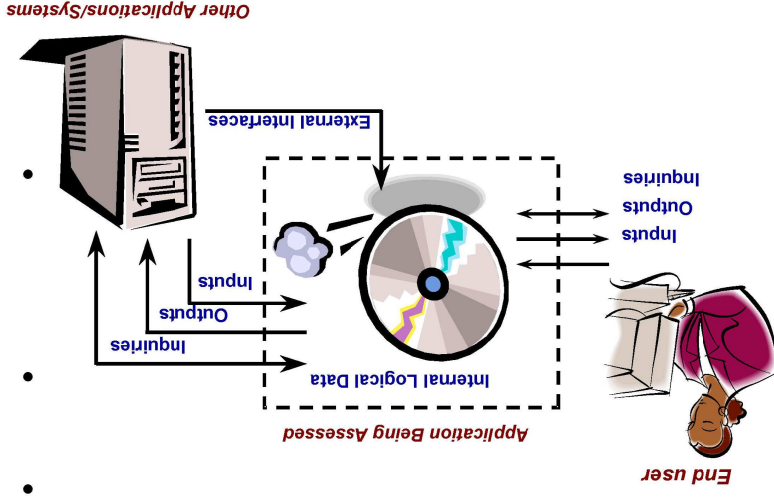 End user
Application Being Assessed
Internal Logical Data
Inquiries
Outputs
Inputs
Inputs
Outputs
Inquiries
External Interfaces
Other Applications/Systems